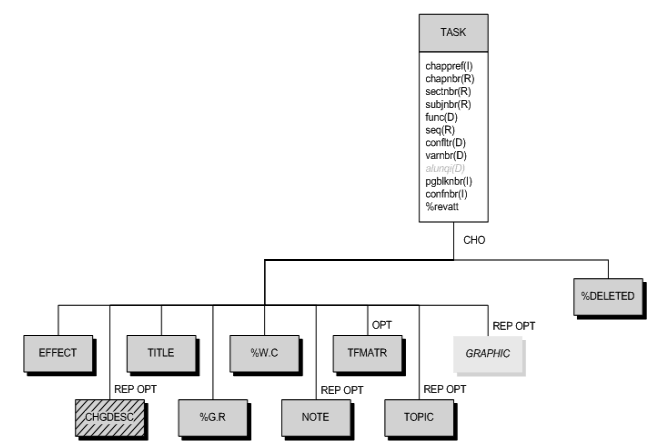 TASK
chappref(I)
chapnbr(R)
sectnbr(R)
subjnbr(R)
func(D)
seq(R)
confltr(D)
varnbr(D)
alunqi(D)
pgblknbr(I)
confnbr(I)
%revatt
CHO
%DELETED
OPT
REP OPT
EFFECT
TITLE
%W.C
TFMATR
GRAPHIC
REP OPT
REP OPT
REP OPT
CHGDESC
%G.R
NOTE
TOPIC